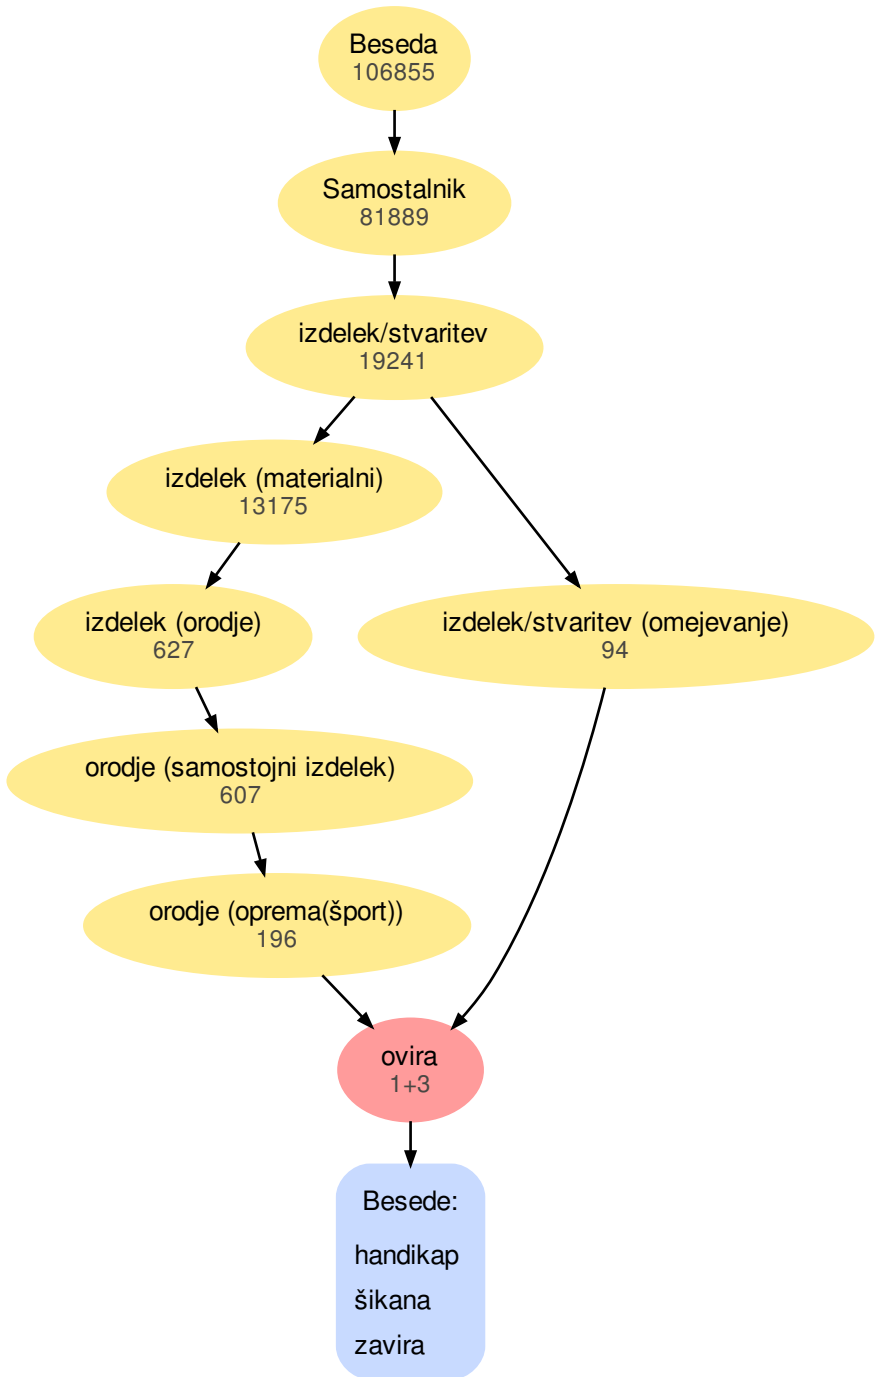 Beseda
106855
Samostalnik
81889
izdelek/stvaritev
19241
izdelek (materialni)
13175
izdelek (orodje)
627
izdelek/stvaritev (omejevanje)
94
orodje (samostojni izdelek)
607
orodje (oprema(šport))
196
ovira
1+3
Besede:
handikap
šikana
zavira